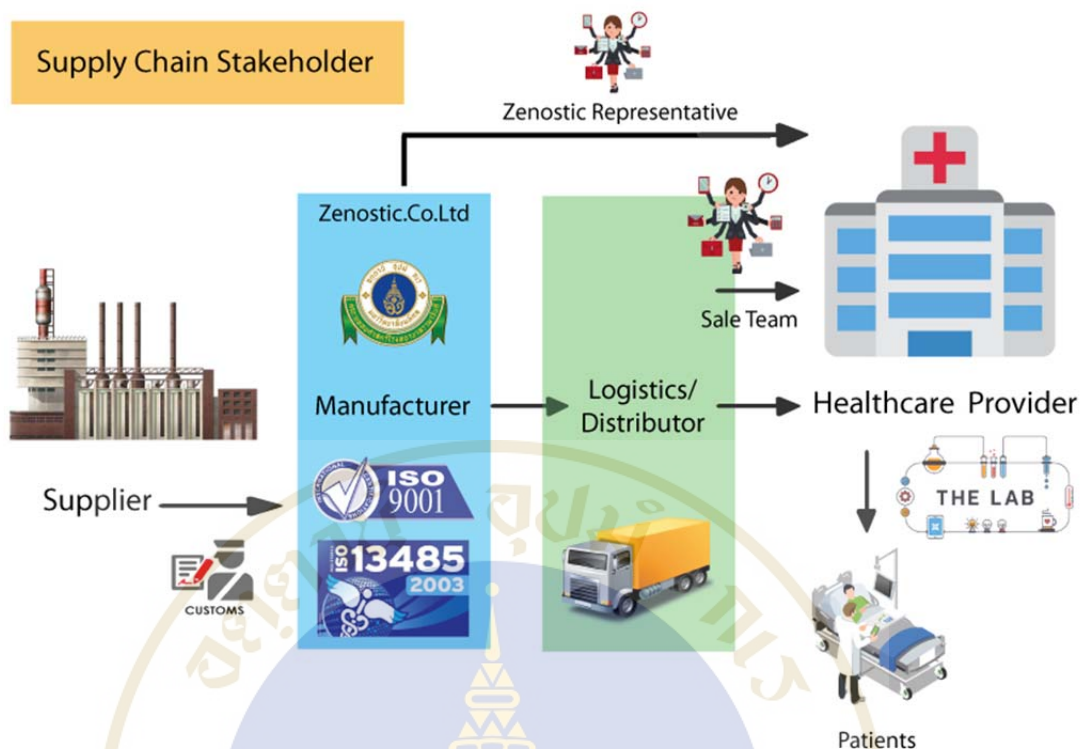 Supply Chain Stakeholder
Zenostic Representative
Zenostic.Co.Ltd
Sale Team
Manufacturer
Logistics/
Distributor
Healthcare Provider
Supplier
CUSTOMS
ISO
9001
ISO 13485
2003
THE LAB
Patients